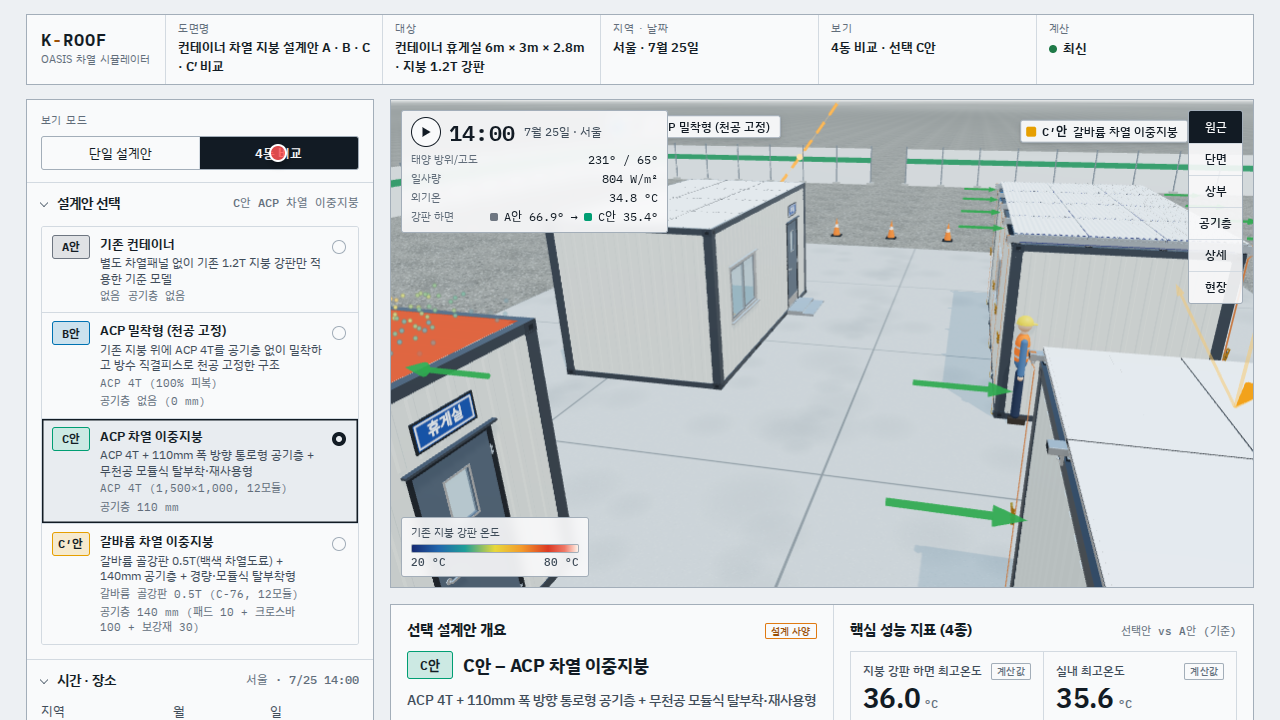 K-ROOF
OASIS 차열 시뮬레이터
도면명
컨테이너 차열 지붕 설계안 A · B · C
· C′ 비교
대상
컨테이너 휴게실 6m × 3m × 2.8m
· 지붕 1.2T 강판
지역 · 날짜
서울 · 7월 25일
보기
4동 비교 · 선택 C안
계산
최신
보기 모드
단일 설계안
4동 비교
설계안 선택
C안 ACP 차열 이중지붕
A안
기존 컨테이너
별도 차열패널 없이 기존 1.2T 지붕 강판만 적
용한 기준 모델
없음 공기층 없음
B안
ACP 밀착형 (천공 고정)
기존 지붕 위에 ACP 4T를 공기층 없이 밀착하
고 방수 직결피스로 천공 고정한 구조
ACP 4T (100% 피복)
공기층 없음 (0 mm)
C안
ACP 차열 이중지붕
ACP 4T + 110mm 폭 방향 통로형 공기층 +
무천공 모듈식 탈부착·재사용형
ACP 4T (1,500×1,000, 12모듈)
공기층 110 mm
C′안
갈바륨 차열 이중지붕
갈바륨 골강판 0.5T(백색 차열도료) +
140mm 공기층 + 경량·모듈식 탈부착형
갈바륨 골강판 0.5T (C-76, 12모듈)
공기층 140 mm (패드 10 + 크로스바
100 + 보강재 30)
시간 · 장소
서울 · 7/25 14:00
지역
월
일
14:00 7월 25일 · 서울
태양 방위/고도 231° / 65°
일사량 804 W/m²
외기온 34.8 °C
강판 하면 A안 66.9° → C안 35.4°
P 밀착형 (천공 고정)
C′안 갈바륨 차열 이중지붕
원근
단면
상부
공기층
상세
현장
휴게실
기존 지붕 강판 온도
20 °C 80 °C
선택 설계안 개요
설계 사양
C안
C안 – ACP 차열 이중지붕
ACP 4T + 110mm 폭 방향 통로형 공기층 + 무천공 모듈식 탈부착·재사용형
핵심 성능 지표 (4종)
선택안 vs A안 (기준)
지붕 강판 하면 최고온도
계산값
36.0 °C
실내 최고온도
계산값
35.6 °C